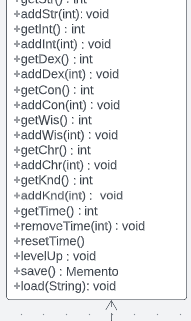 +getStr() : int
+addStr(int): void
+getInt() : int
+addInt(int) : void
+getDex() : int
+addDex(int) : void
+getCon() : int
+addCon(int) : void
+getWis() : int
+addWis(int) : void
+getChr() : int
+addChr(int) : void
+getKnd() : int
+addKnd(int) : void
+getTime() : int
+removeTime(int) : void
+resetTime()
+levelUp : void
+save() : Memento
+load(String): void